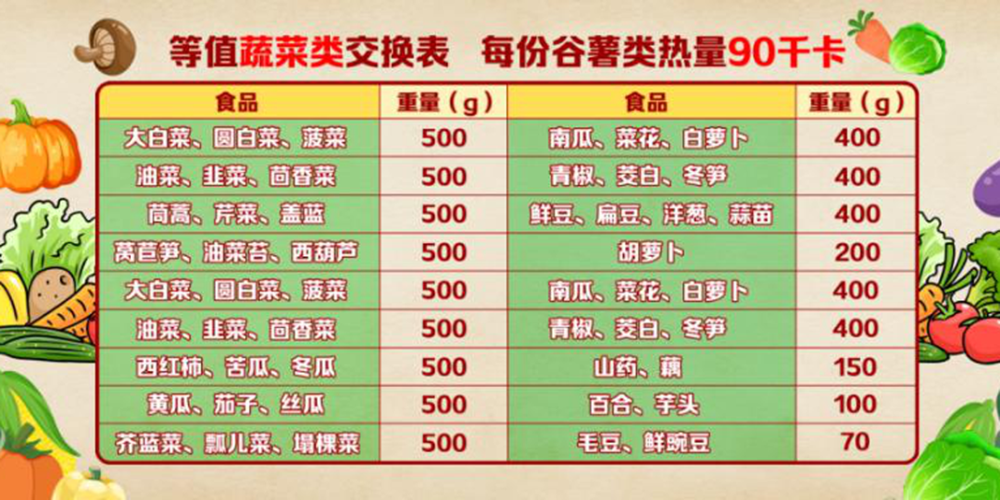 等值蔬菜类交换表 每份谷薯类热量90千卡
食品 重量（g） 食品 重量（g）
大白菜、圆白菜、菠菜 500 南瓜、菜花、白萝卜 400
油菜、韭菜、茴香菜 500 青椒、茭白、冬笋 400
茼蒿、芹菜、盖蓝 500 鲜豆、扁豆、洋葱、蒜苗 400
莴苣笋、油菜苔、西葫芦 500 胡萝卜 200
大白菜、圆白菜、菠菜 500 南瓜、菜花、白萝卜 400
油菜、韭菜、茴香菜 500 青椒、茭白、冬笋 400
西红柿、苦瓜、冬瓜 500 山药、藕 150
黄瓜、茄子、丝瓜 500 百合、芋头 100
芥蓝菜、瓢儿菜、塌棵菜 500 毛豆、鲜豌豆 70